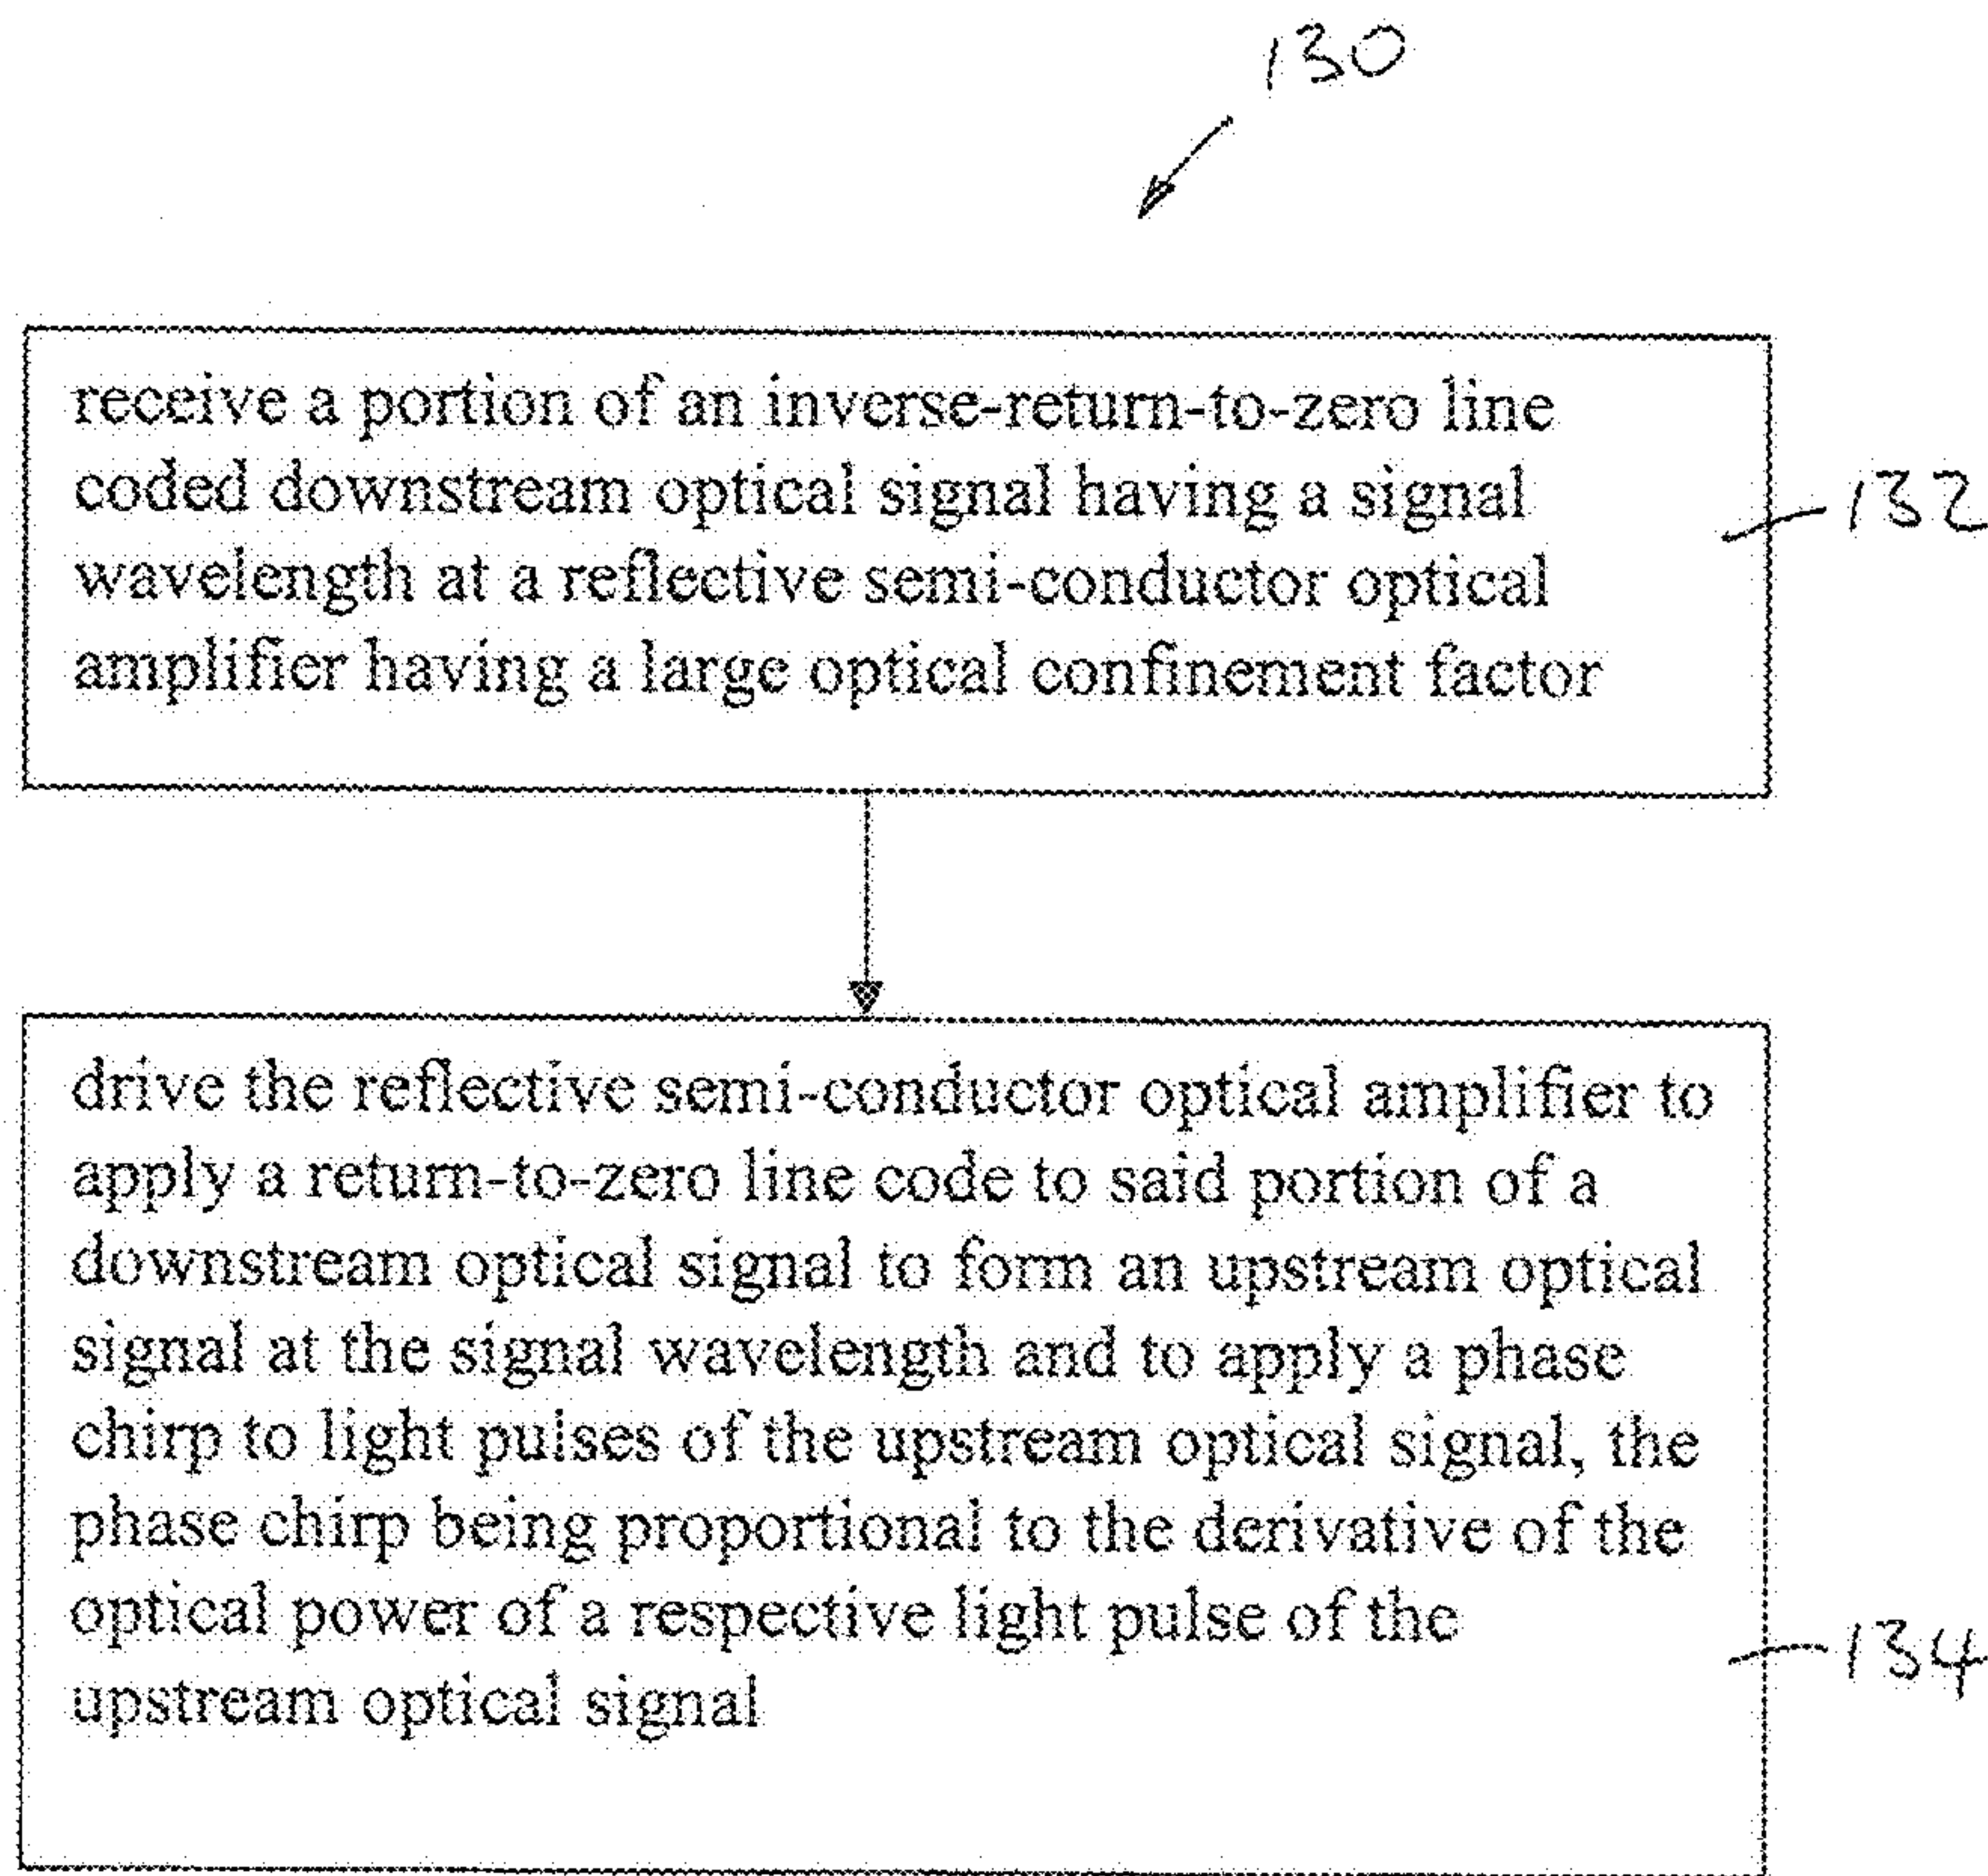 130
receive a portion of an inverse-return-to-zero line
coded downstream optical signal having a signal
wavelength at a reflective semi-conductor optical
amplifier having a large optical confinement factor
132
drive the reflective semi-conductor optical amplifier to
apply a return-to-zero line code to said portion of a
downstream optical signal to form an upstream optical
signal at the signal wavelength and to apply a phase
chirp to light pulses of the upstream optical signal, the
phase chirp being proportional to the derivative of the
optical power of a respective light pulse of the
upstream optical signal
134